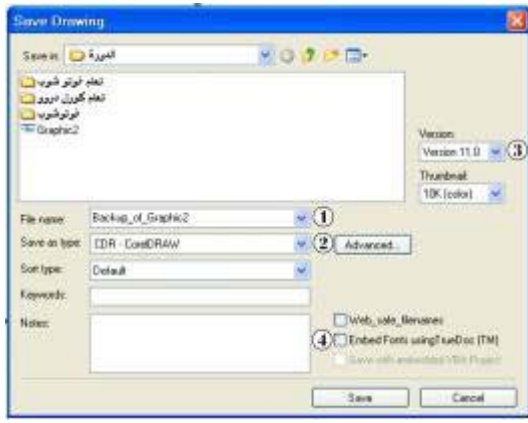 Save Drawing
Save in: الدورة
تعلم فوتو شوب
تعلم كورل دروو
فوتوشوب
Graphic2
Version:
Version 11.0 3
Thumbnail:
10K (color)
File name: Backup_of_Graphic2 1
Save as type: CDR - CorelDRAW 2 Advanced...
Sort type: Default
Keywords:
Notes:
Web_safe_filenames
4 Embed Fonts using TrueDoc (TM)
Save with embedded VBA Project
Save Cancel